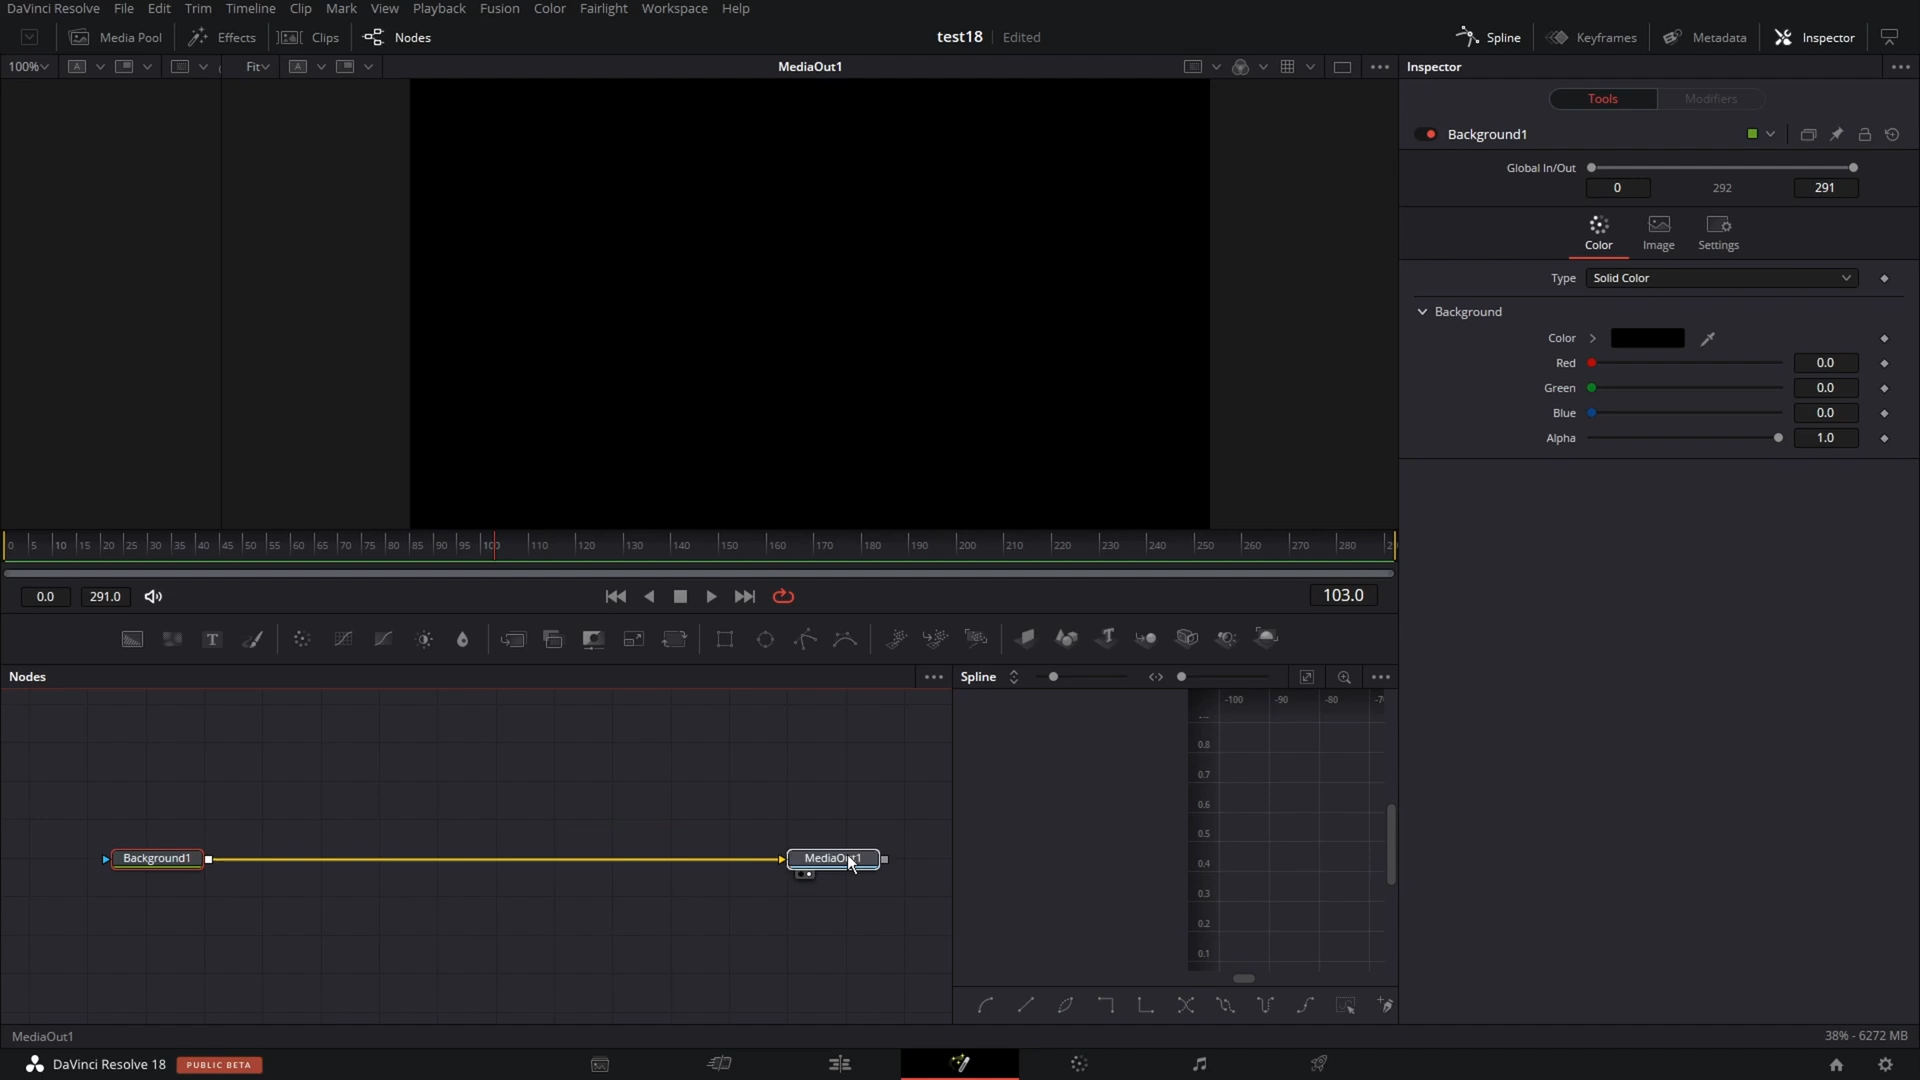 DaVinci Resolve File Edit Trim Timeline Clip Mark View Playback Fusion Color Fairlight Workspace Help
Media Pool Effects Clips Nodes test18 Edited Spline Keyframes Metadata Inspector
100% A Fit A MediaOut1 Inspector
Tools Modifiers
Background1
Global In/Out
0 292 291
Color Image Settings
Type Solid Color
Background
Color
Red 0.0
Green 0.0
Blue 0.0
Alpha 1.0
0 5 10 15 20 25 30 35 40 45 50 55 60 65 70 75 80 85 90 95 100 110 120 130 140 150 160 170 180 190 200 210 220 230 240 250 260 270 280
0.0 291.0 103.0
T T
Nodes Spline
-100 -90 -80
0.8
0.7
0.6
0.5
0.4
0.3
0.2
0.1
Background1 MediaOut1
MediaOut1 38% - 6272 MB
DaVinci Resolve 18 PUBLIC BETA